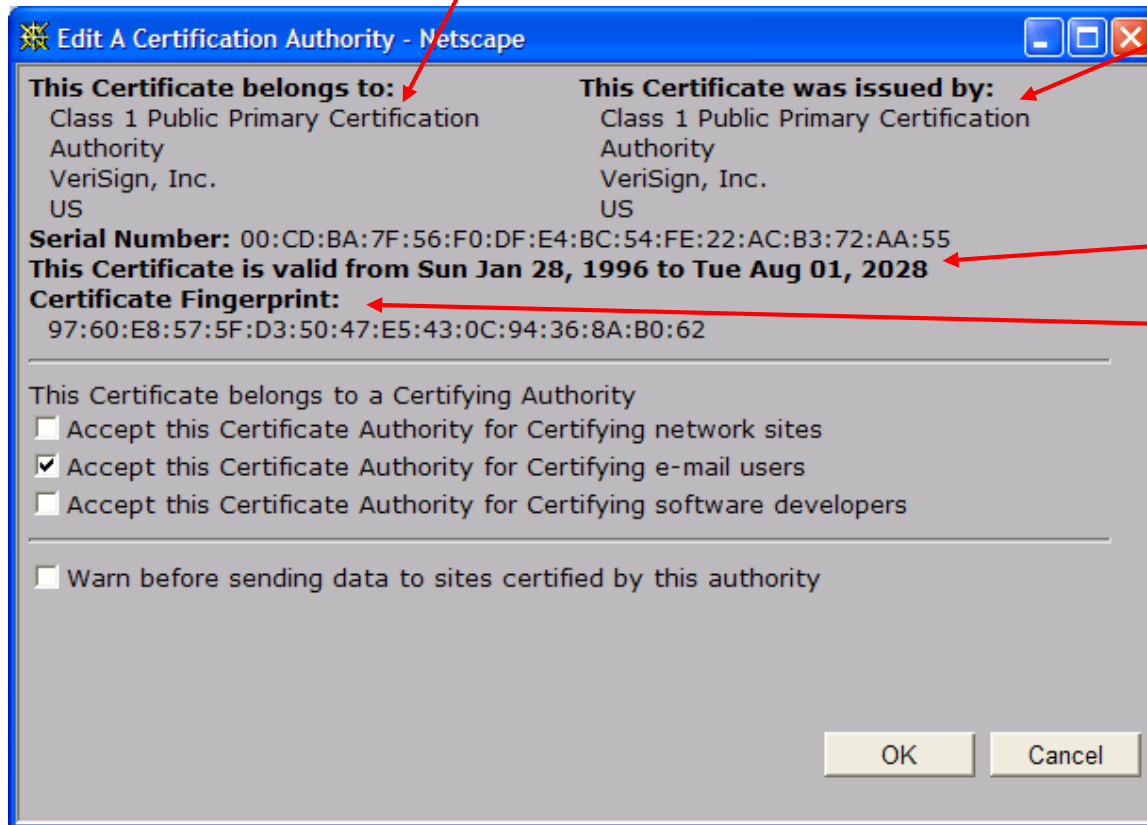 Edit A Certification Authority - Netscape
This Certificate belongs to: This Certificate was issued by:
Class 1 Public Primary Certification Class 1 Public Primary Certification
Authority Authority
VeriSign, Inc. VeriSign, Inc.
US US
Serial Number: 00:CD:BA:7F:56:F0:DF:E4:BC:54:FE:22:AC:B3:72:AA:55
This Certificate is valid from Sun Jan 28, 1996 to Tue Aug 01, 2028
Certificate Fingerprint:
97:60:E8:57:5F:D3:50:47:E5:43:0C:94:36:8A:B0:62
This Certificate belongs to a Certifying Authority
Accept this Certificate Authority for Certifying network sites
Accept this Certificate Authority for Certifying e-mail users
Accept this Certificate Authority for Certifying software developers
Warn before sending data to sites certified by this authority
OK Cancel